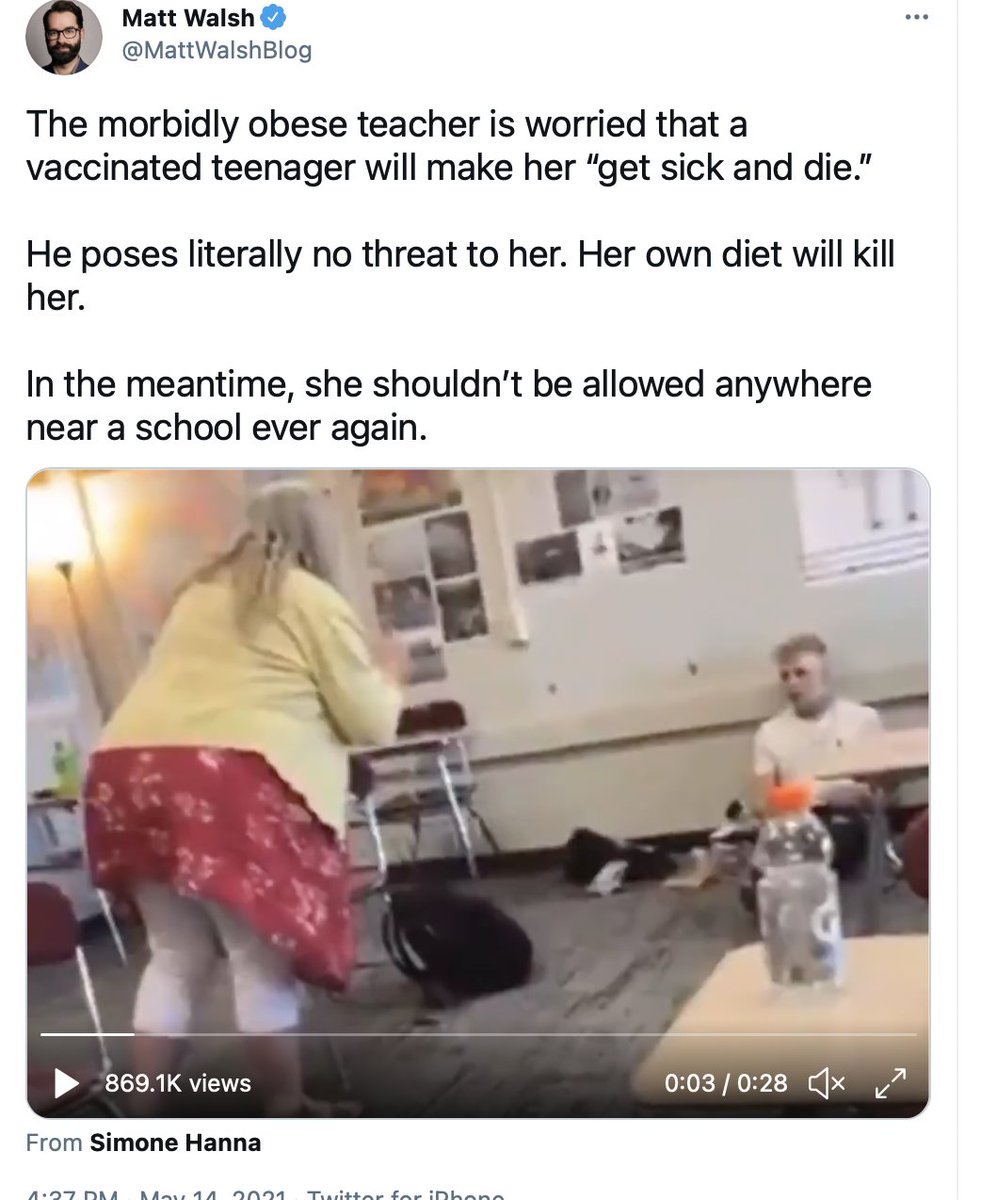 Matt Walsh
@MattWalshBlog
The morbidly obese teacher is worried that a
vaccinated teenager will make her “get sick and die.”
He poses literally no threat to her. Her own diet will kill
her.
In the meantime, she shouldn’t be allowed anywhere
near a school ever again.
869.1K views
0:03 / 0:28
From Simone Hanna
4:37 PM · May 14, 2021 · Twitter for iPhone